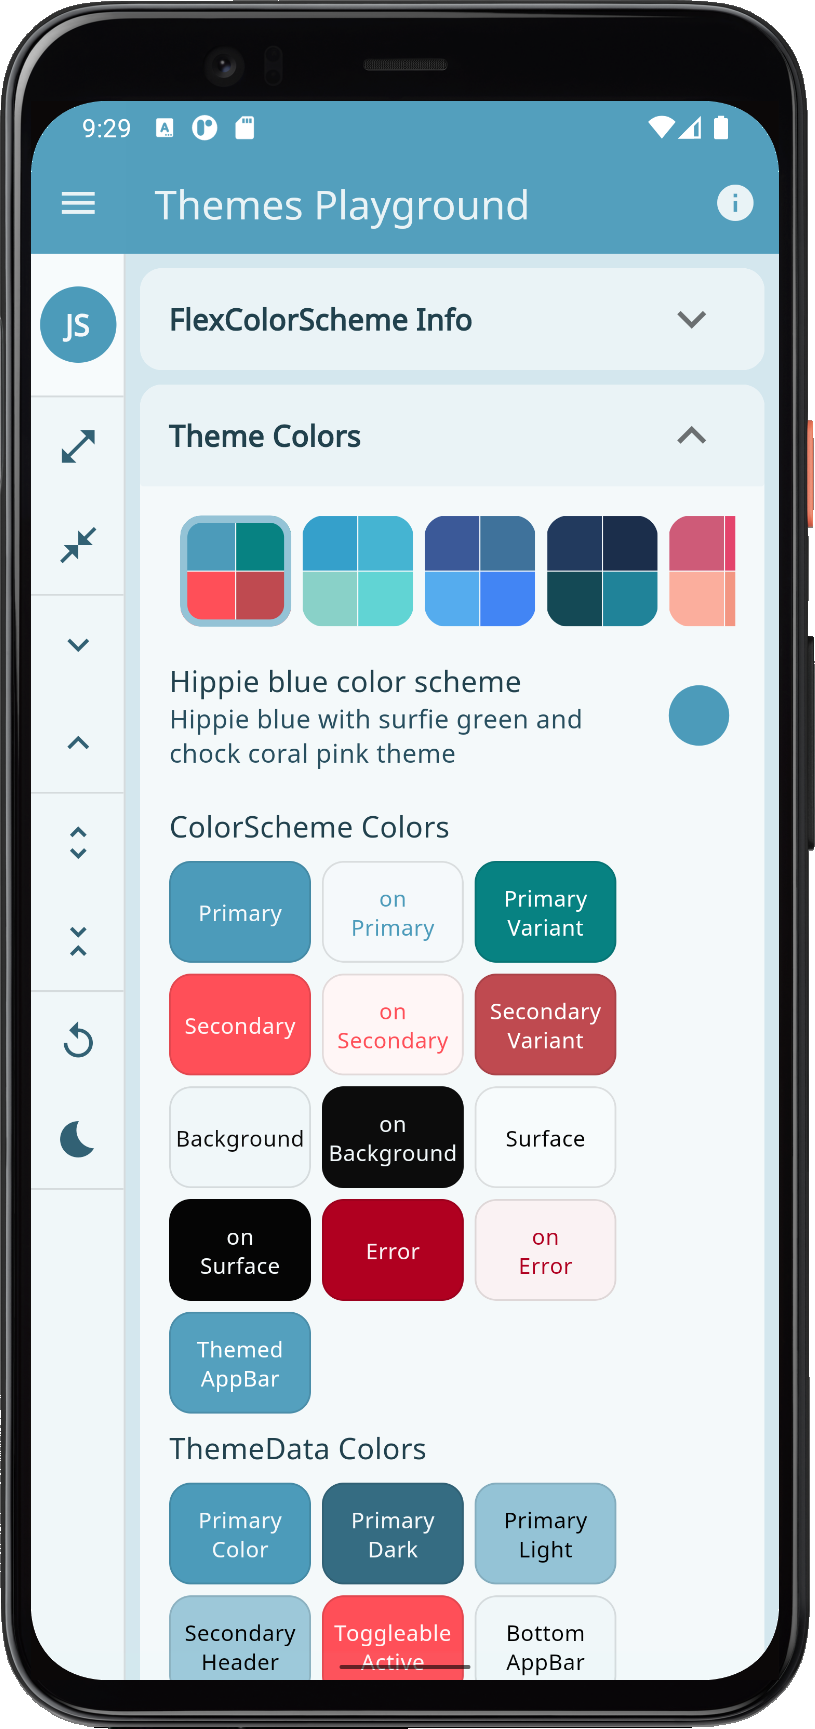 9:29
Themes Playground
JS
FlexColorScheme Info
Theme Colors
Hippie blue color scheme
Hippie blue with surfie green and
chock coral pink theme
ColorScheme Colors
Primary
on
Primary
Primary
Variant
Secondary
on
Secondary
Secondary
Variant
Background
on
Background
Surface
on
Surface
Error
on
Error
Themed
AppBar
ThemeData Colors
Primary
Color
Primary
Dark
Primary
Light
Secondary
Header
Toggleable
Active
Bottom
AppBar